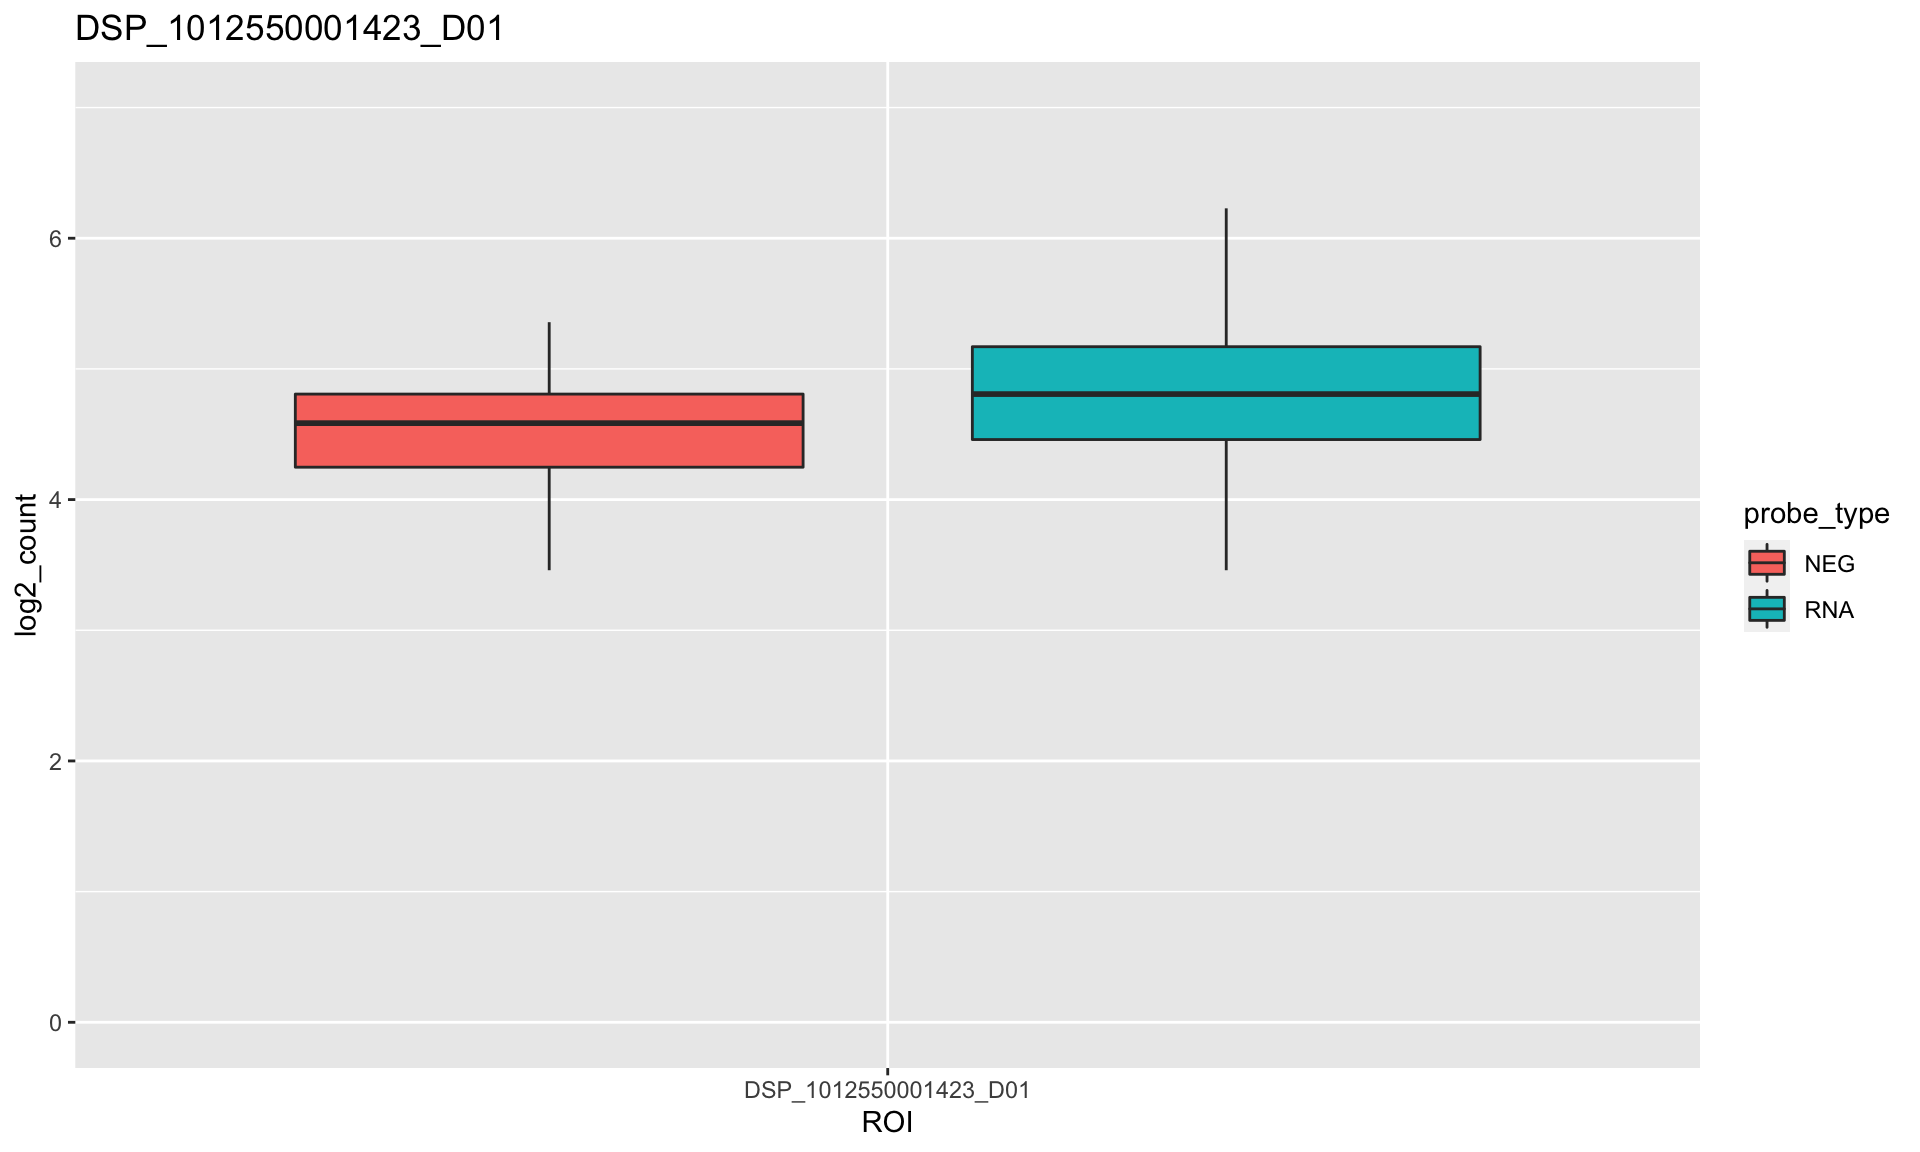 DSP_1012550001423_D01
log2_count
6
4
2
0
DSP_1012550001423_D01
ROI
probe_type
NEG
RNA